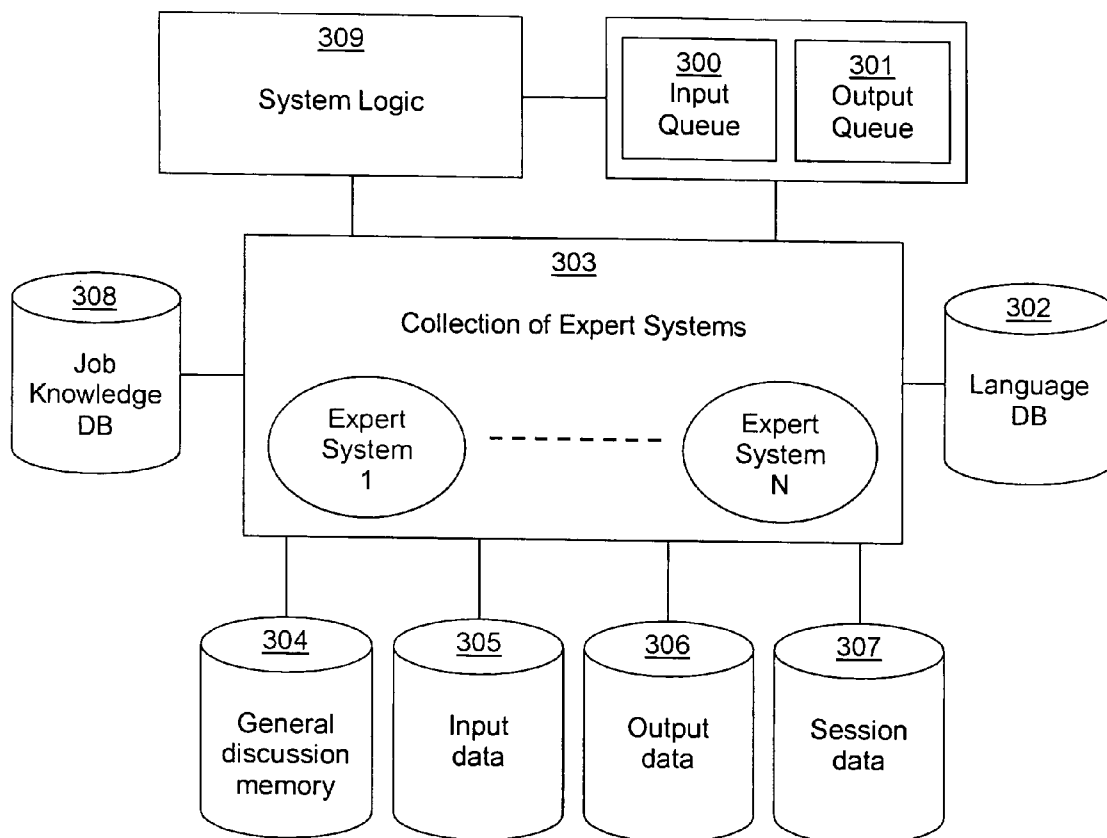 309
System Logic
300
Input
Queue
301
Output
Queue
303
Collection of Expert Systems
308
Job
Knowledge
DB
302
Language
DB
Expert
System
1
Expert
System
N
304
General
discussion
memory
305
Input
data
306
Output
data
307
Session
data